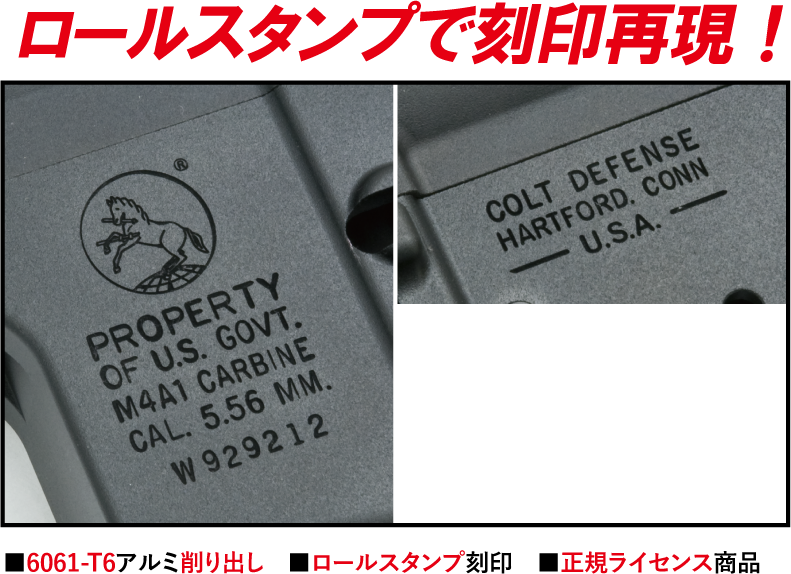 ロールスタンプで刻印再現！
®
PROPERTY
OF U.S. GOVT.
M4A1 CARBINE
CAL. 5.56 MM.
W929212
COLT DEFENSE
HARTFORD. CONN
U.S.A.
■6061-T6アルミ削り出し ■ロールスタンプ刻印 ■正規ライセンス商品